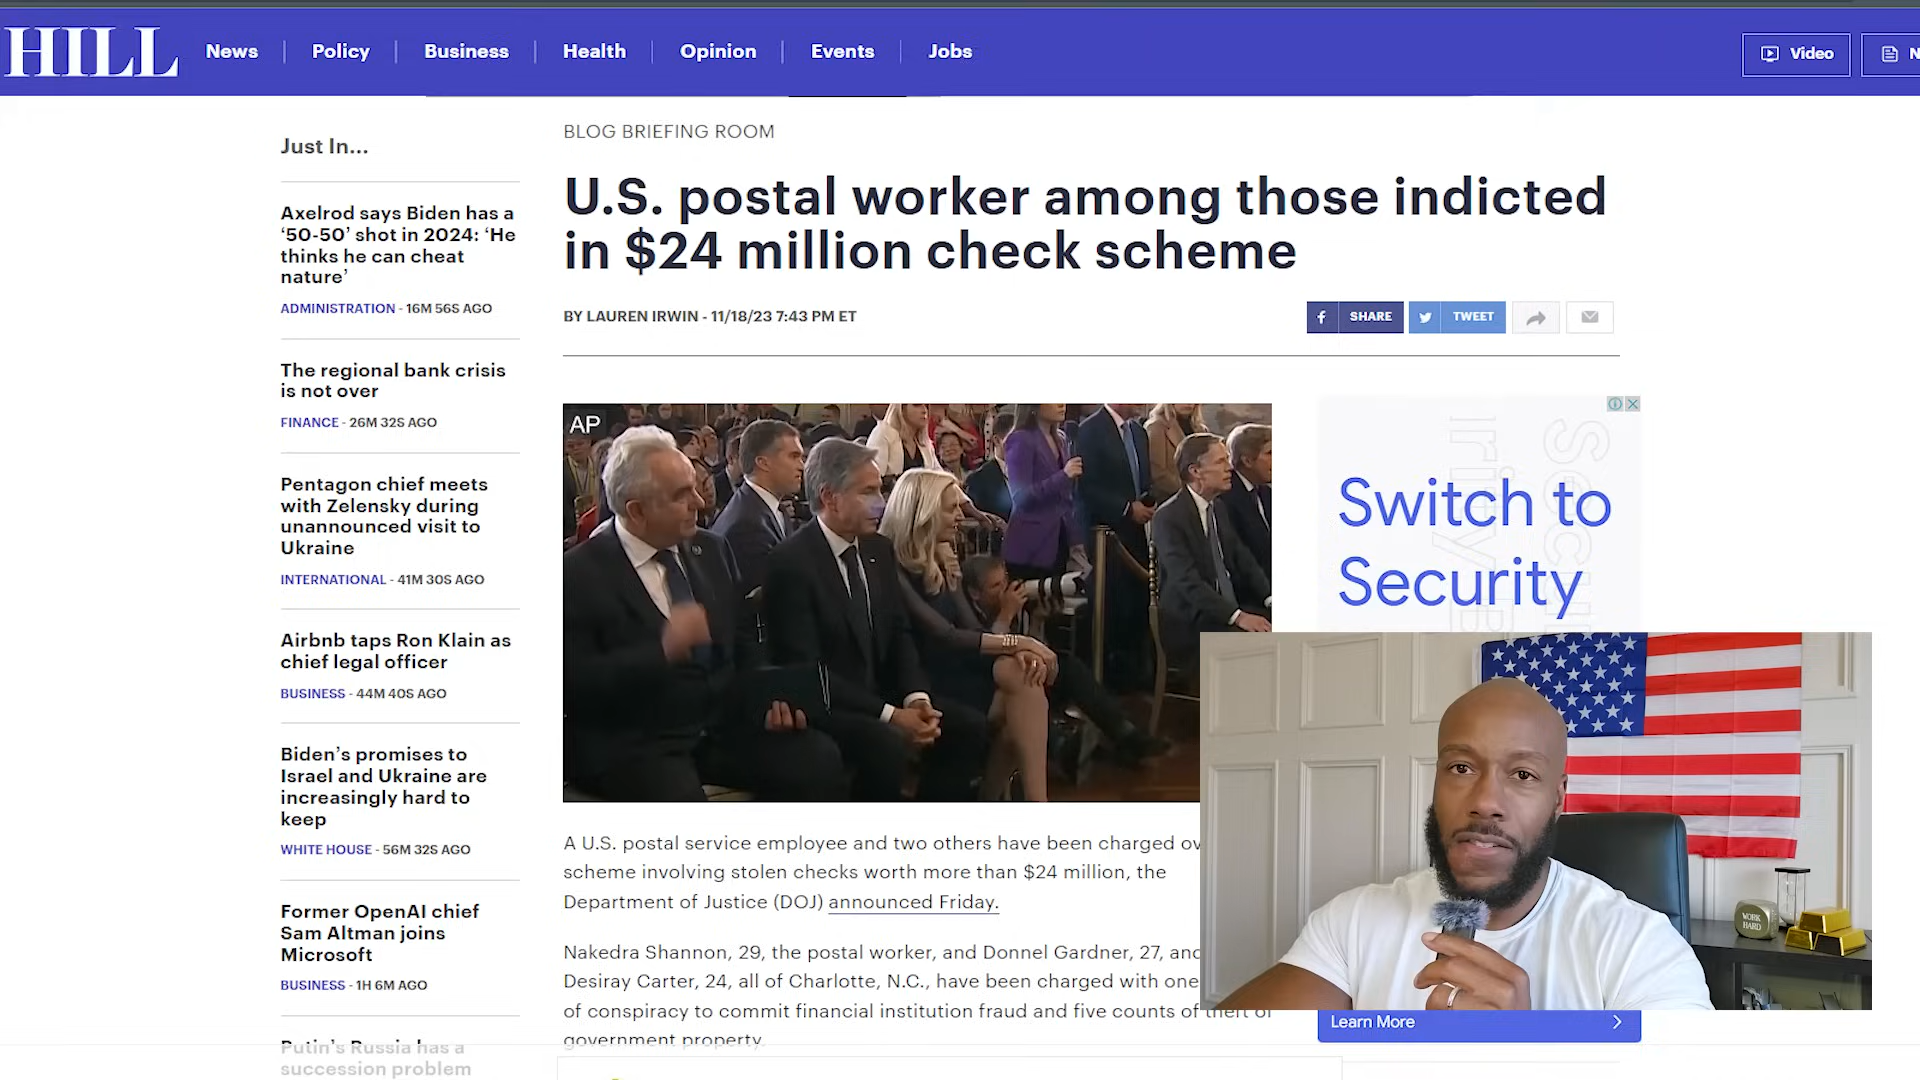 HILL
News
Policy
Business
Health
Opinion
Events
Jobs
Video
N
Just In...
Axelrod says Biden has a
‘50-50’ shot in 2024: ‘He
thinks he can cheat
nature’
ADMINISTRATION - 16M 56S AGO
The regional bank crisis
is not over
FINANCE - 26M 32S AGO
Pentagon chief meets
with Zelensky during
unannounced visit to
Ukraine
INTERNATIONAL - 41M 30S AGO
Airbnb taps Ron Klain as
chief legal officer
BUSINESS - 44M 40S AGO
Biden’s promises to
Israel and Ukraine are
increasingly hard to
keep
WHITE HOUSE - 56M 32S AGO
Former OpenAI chief
Sam Altman joins
Microsoft
BUSINESS - 1H 6M AGO
Putin’s Russia has a
succession problem
BLOG BRIEFING ROOM
U.S. postal worker among those indicted
in $24 million check scheme
BY LAUREN IRWIN - 11/18/23 7:43 PM ET
SHARE
TWEET
AP
A U.S. postal service employee and two others have been charged ov
scheme involving stolen checks worth more than $24 million, the
Department of Justice (DOJ) announced Friday.
Nakedra Shannon, 29, the postal worker, and Donnel Gardner, 27, and
Desiray Carter, 24, all of Charlotte, N.C., have been charged with one
of conspiracy to commit financial institution fraud and five counts of theft of
government property.
Switch to
Security
WORK
HARD
Learn More